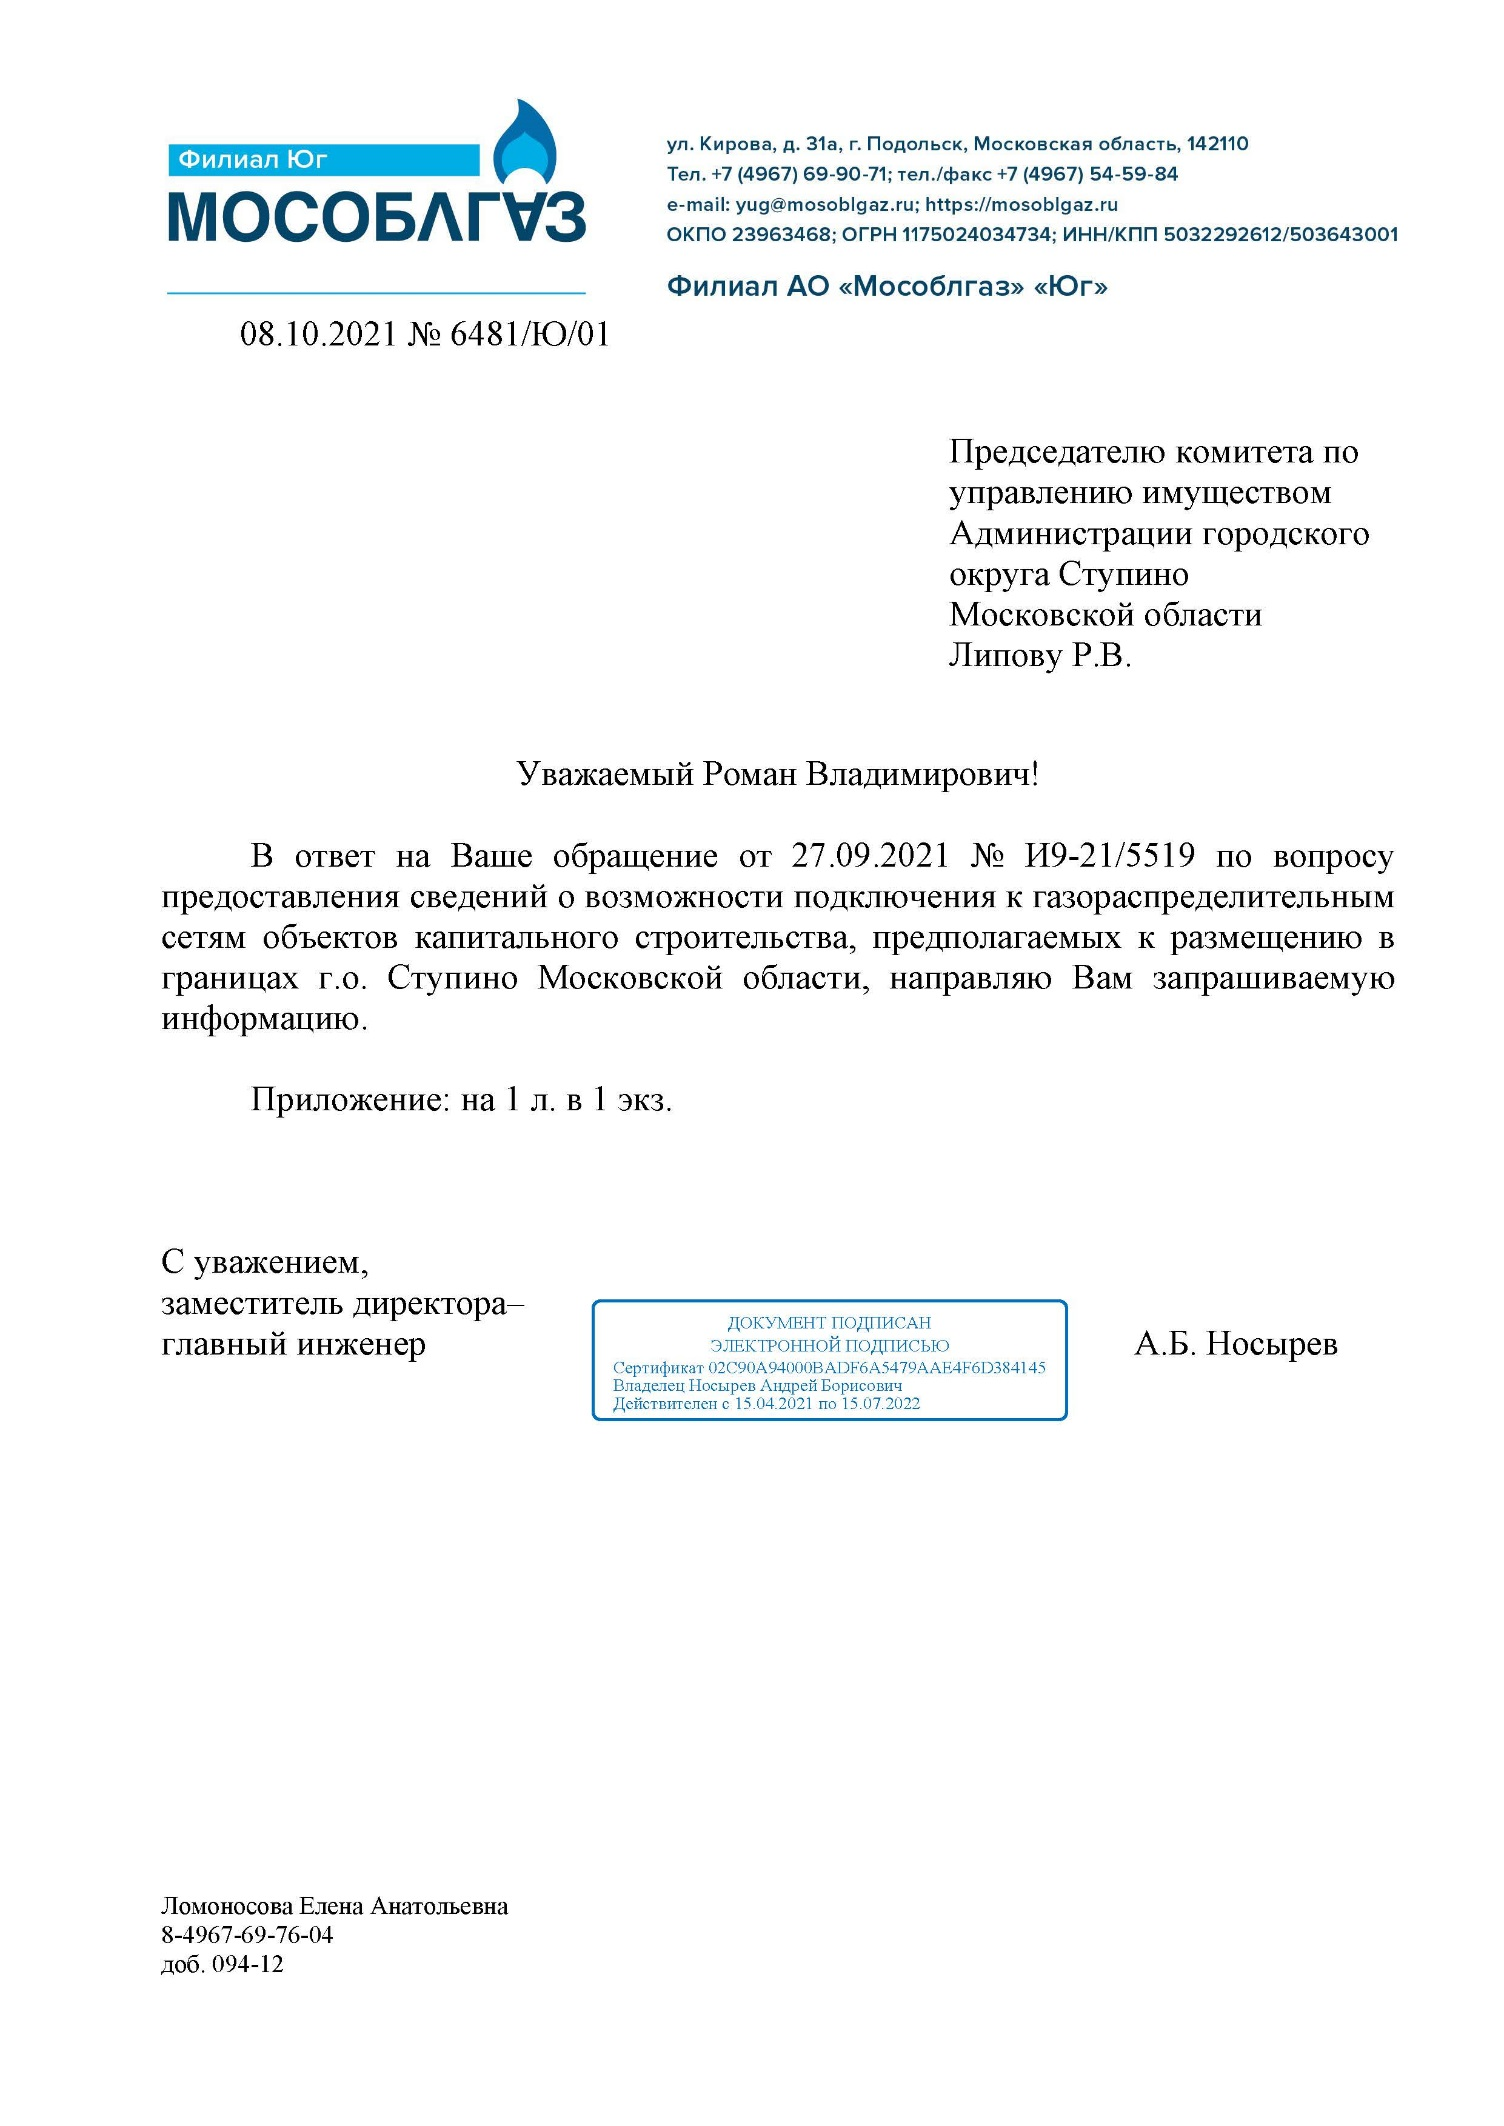 Филиал Юг
МОСОБЛГАЗ
ул. Кирова, д. 31а, г. Подольск, Московская область, 142110
Тел. +7 (4967) 69-90-71; тел./факс +7 (4967) 54-59-84
e-mail: yug@mosoblgaz.ru; https://mosoblgaz.ru
ОКПО 23963468; ОГРН 1175024034734; ИНН/КПП 5032292612/503643001
Филиал АО «Мособлгаз» «Юг»
08.10.2021 № 6481/Ю/01
Председателю комитета по
управлению имуществом
Администрации городского
округа Ступино
Московской области
Липову Р.В.
Уважаемый Роман Владимирович!
В ответ на Ваше обращение от 27.09.2021 № И9-21/5519 по вопросу
предоставления сведений о возможности подключения к газораспределительным
сетям объектов капитального строительства, предполагаемых к размещению в
границах г.о. Ступино Московской области, направляю Вам запрашиваемую
информацию.
Приложение: на 1 л. в 1 экз.
С уважением,
заместитель директора–
главный инженер
ДОКУМЕНТ ПОДПИСАН
ЭЛЕКТРОННОЙ ПОДПИСЬЮ
Сертификат 02C90A94000BADF6A5479AAE4F6D384145
Владелец Носырев Андрей Борисович
Действителен с 15.04.2021 по 15.07.2022
А.Б. Носырев
Ломоносова Елена Анатольевна
8-4967-69-76-04
доб. 094-12